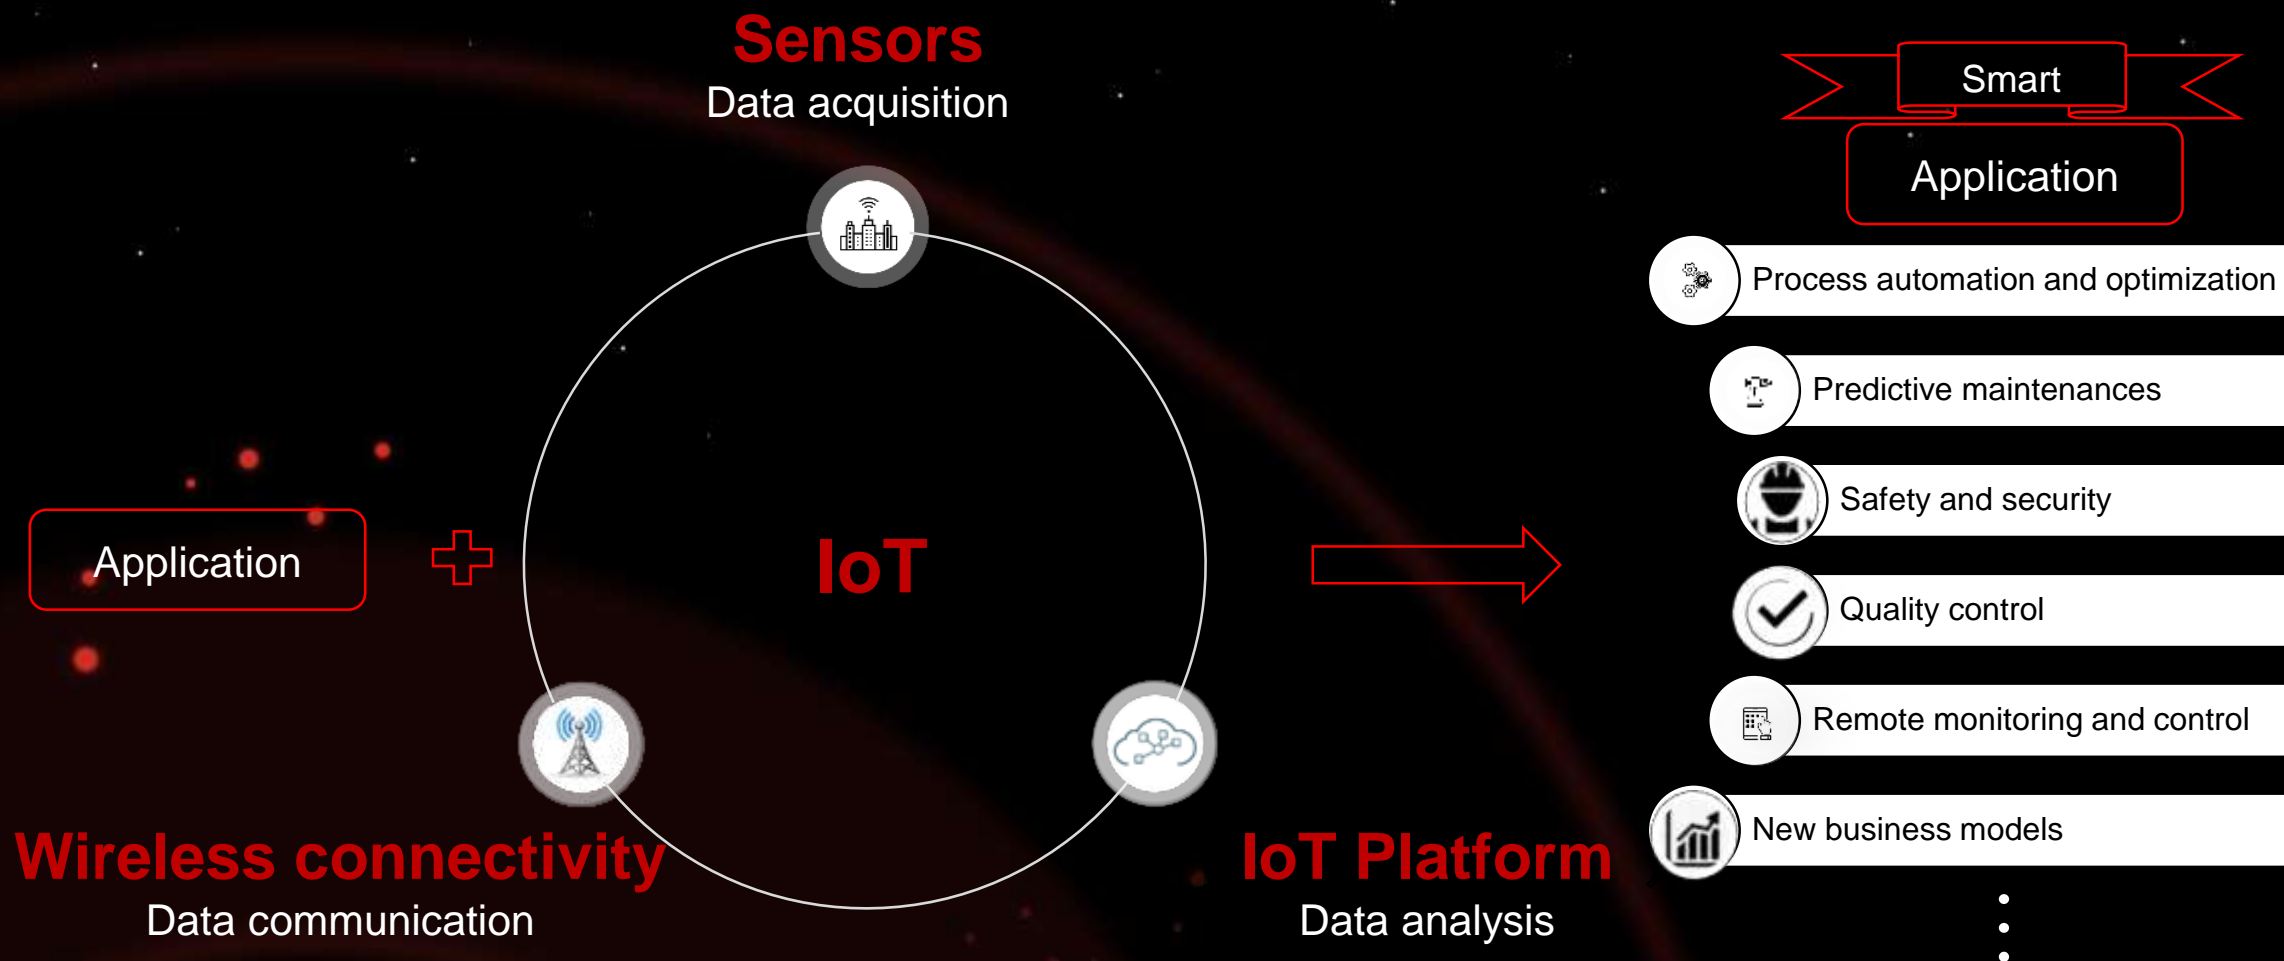 Sensors
Data acquisition
Application
IoT
Wireless connectivity
Data communication
IoT Platform
Data analysis
Smart
Application
Process automation and optimization
Predictive maintenances
Safety and security
Quality control
Remote monitoring and control
New business models